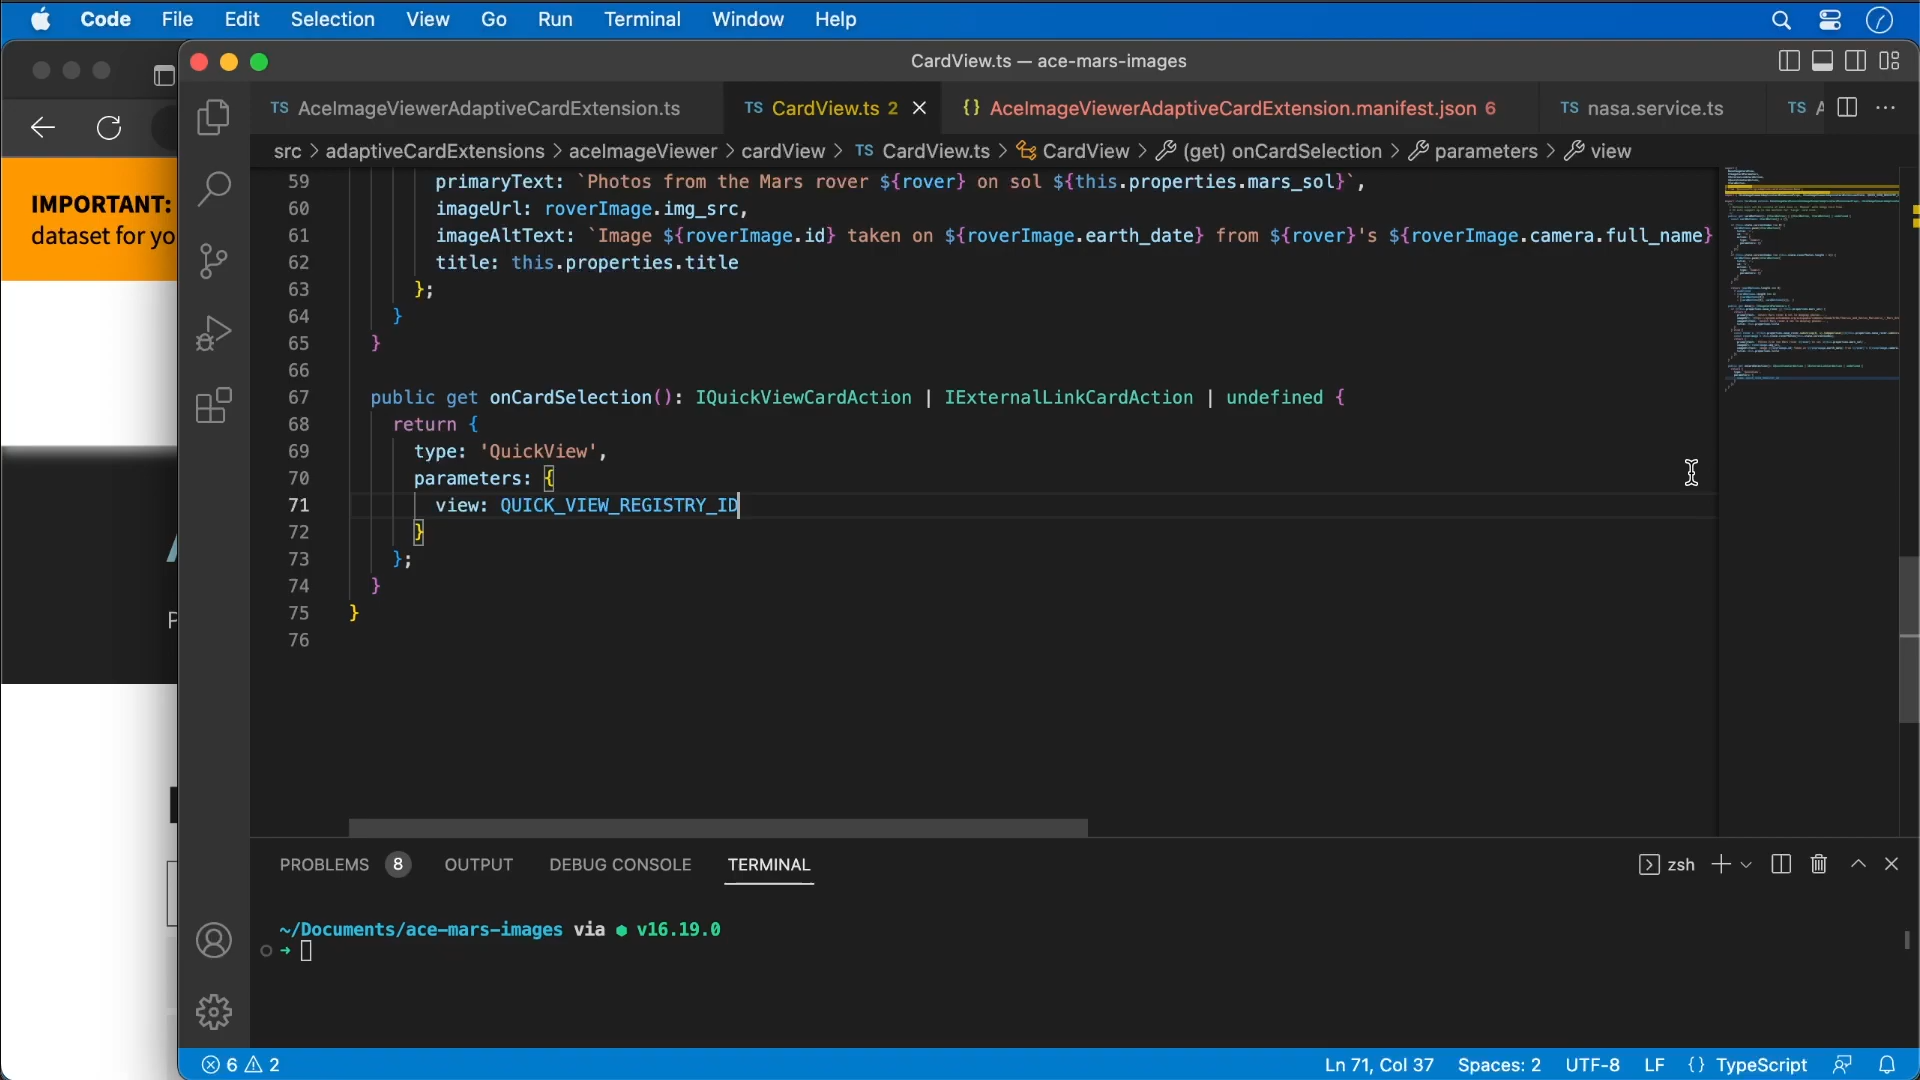 Code File Edit Selection View Go Run Terminal Window Help
CardView.ts — ace-mars-images
TS AceImageViewerAdaptiveCardExtension.ts TS CardView.ts 2 {} AceImageViewerAdaptiveCardExtension.manifest.json 6 TS nasa.service.ts TS A
src > adaptiveCardExtensions > aceImageViewer > cardView > TS CardView.ts > CardView > (get) onCardSelection > parameters > view
IMPORTANT:
dataset for yo
59 primaryText: `Photos from the Mars rover ${rover} on sol ${this.properties.mars_sol}`,
60 imageUrl: roverImage.img_src,
61 imageAltText: `Image ${roverImage.id} taken on ${roverImage.earth_date} from ${rover}'s ${roverImage.camera.full_name}
62 title: this.properties.title
63 };
64 }
65 }
66
67 public get onCardSelection(): IQuickViewCardAction | IExternalLinkCardAction | undefined {
68 return {
69 type: 'QuickView',
70 parameters: {
71 view: QUICK_VIEW_REGISTRY_ID
72 }
73 };
74 }
75 }
76
PROBLEMS 8 OUTPUT DEBUG CONSOLE TERMINAL zsh
~/Documents/ace-mars-images via ● v16.19.0
→
6 2 Ln 71, Col 37 Spaces: 2 UTF-8 LF {} TypeScript